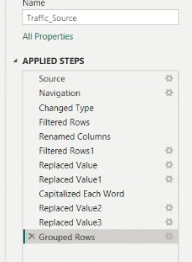 Name
Traffic_Source
All Properties
APPLIED STEPS
Source
Navigation
Changed Type
Filtered Rows
Renamed Columns
Filtered Rows1
Replaced Value
Replaced Value1
Capitalized Each Word
Replaced Value2
Replaced Value3
Grouped Rows